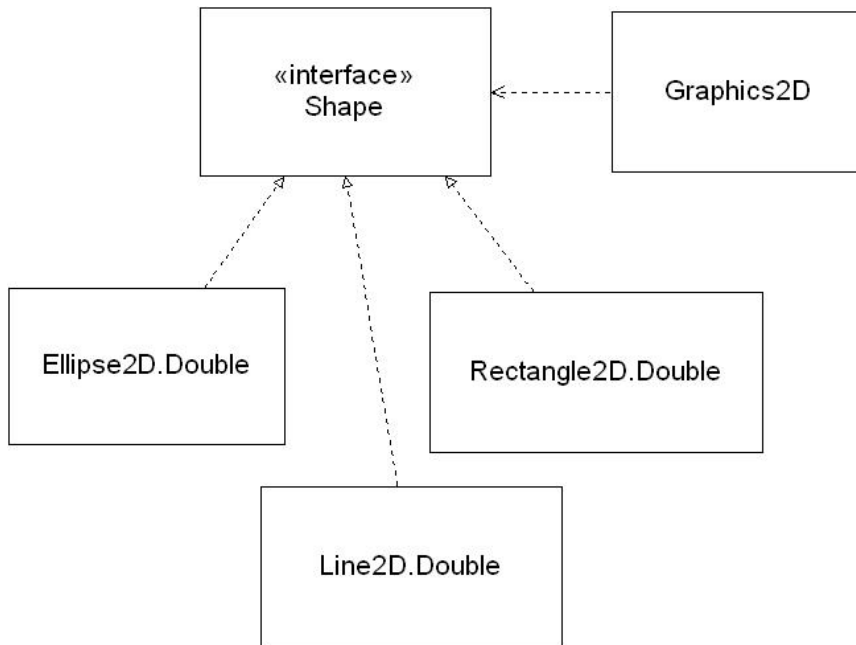 «interface»
Shape
Graphics2D
Ellipse2D.Double
Rectangle2D.Double
Line2D.Double